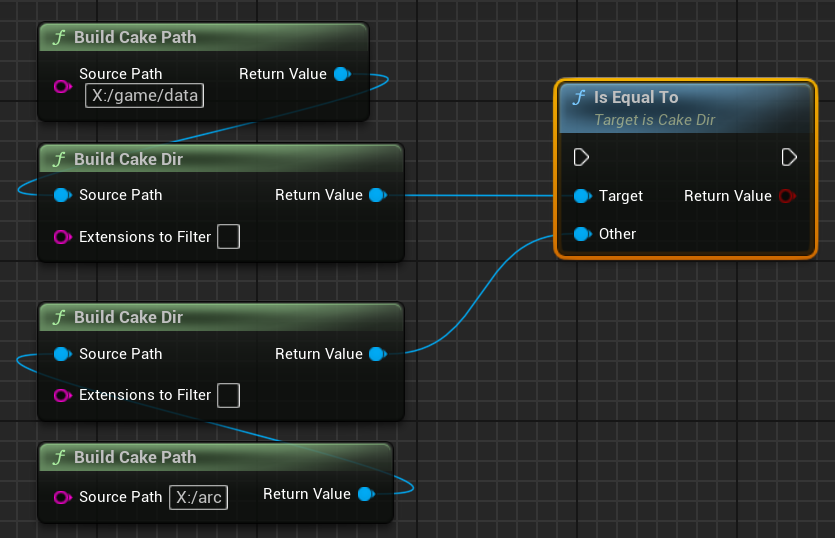 f Build Cake Path
Source Path
Return Value
X:/game/data
f Build Cake Dir
Source Path
Return Value
Extensions to Filter
f Is Equal To
Target is Cake Dir
Target
Return Value
Other
f Build Cake Dir
Source Path
Return Value
Extensions to Filter
f Build Cake Path
Source Path X:/arc
Return Value